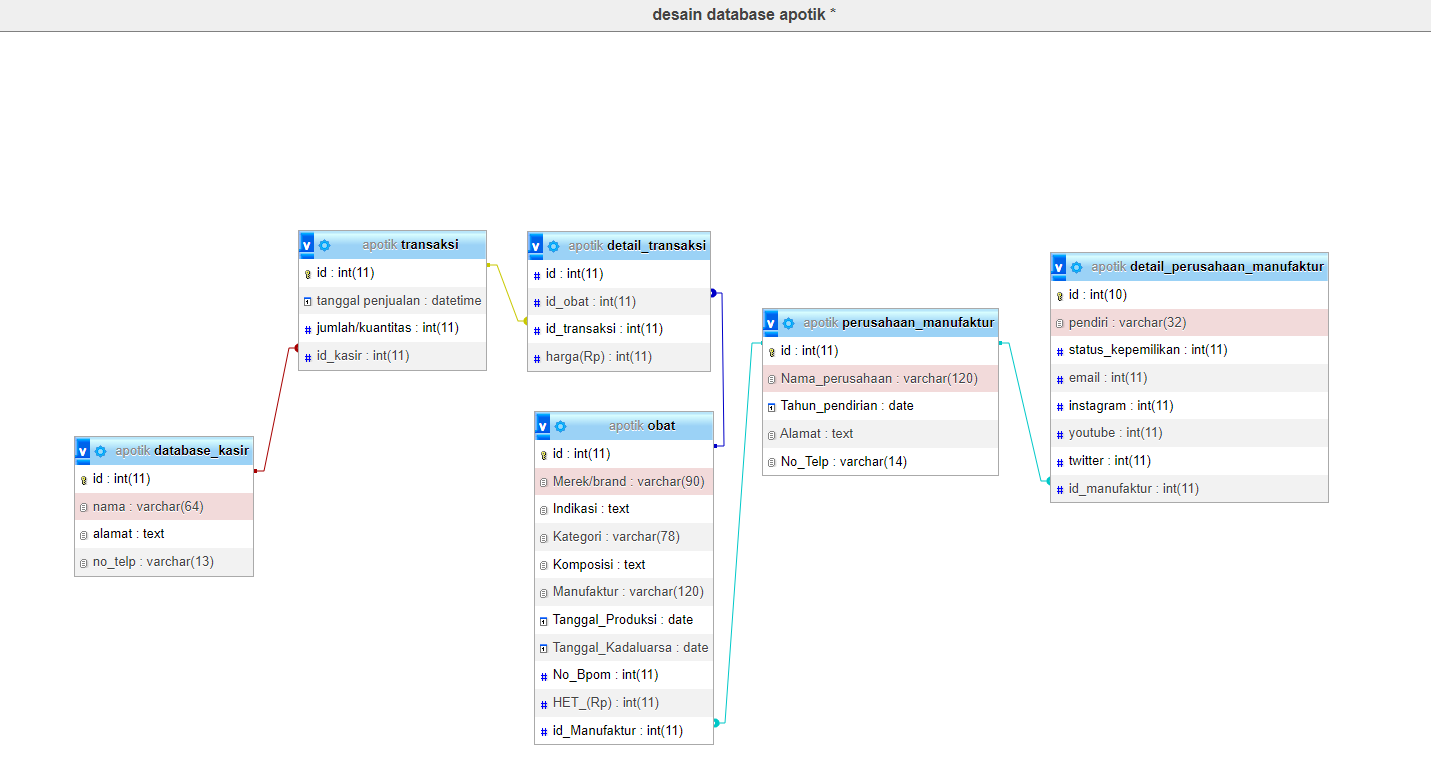 desain database apotik *
v apotik transaksi
id : int(11)
tanggal penjualan : datetime
# jumlah/kuantitas : int(11)
# id_kasir : int(11)
v apotik detail_transaksi
# id : int(11)
# id_obat : int(11)
# id_transaksi : int(11)
# harga(Rp) : int(11)
v apotik detail_perusahaan_manufaktur
id : int(10)
pendiri : varchar(32)
# status_kepemilikan : int(11)
# email : int(11)
# instagram : int(11)
# youtube : int(11)
# twitter : int(11)
# id_manufaktur : int(11)
v apotik perusahaan_manufaktur
id : int(11)
Nama_perusahaan : varchar(120)
Tahun_pendirian : date
Alamat : text
No_Telp : varchar(14)
v apotik obat
id : int(11)
Merek/brand : varchar(90)
Indikasi : text
Kategori : varchar(78)
Komposisi : text
Manufaktur : varchar(120)
Tanggal_Produksi : date
Tanggal_Kadaluarsa : date
# No_Bpom : int(11)
# HET_(Rp) : int(11)
# id_Manufaktur : int(11)
v apotik database_kasir
id : int(11)
nama : varchar(64)
alamat : text
no_telp : varchar(13)